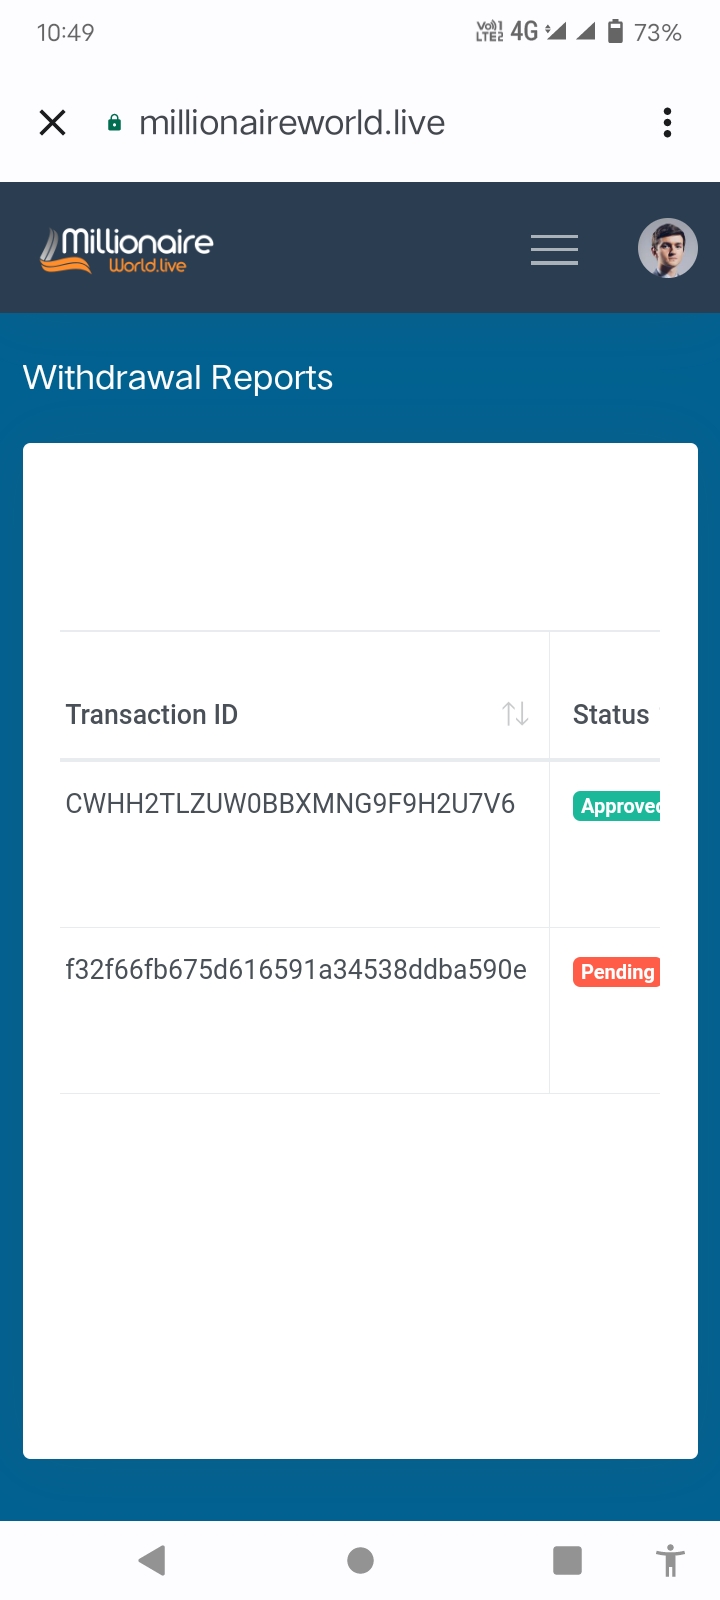 10:49 Vo))1 LTE2 4G 73%
millionaireworld.live
Millionaire
World.live
Withdrawal Reports
Transaction ID Status
CWHH2TLZUW0BBXMNG9F9H2U7V6 Approved
f32f66fb675d616591a34538ddba590e Pending